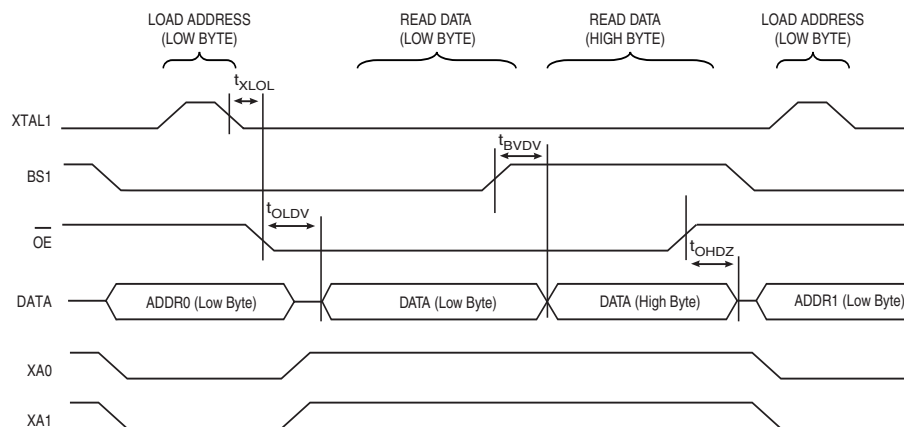 LOAD ADDRESS
(LOW BYTE)
READ DATA
(LOW BYTE)
READ DATA
(HIGH BYTE)
LOAD ADDRESS
(LOW BYTE)
tXLOL
XTAL1
tBVDV
BS1
tOLDV
OE
tOHDZ
DATA
ADDR0 (Low Byte)
DATA (Low Byte)
DATA (High Byte)
ADDR1 (Low Byte)
XA0
XA1